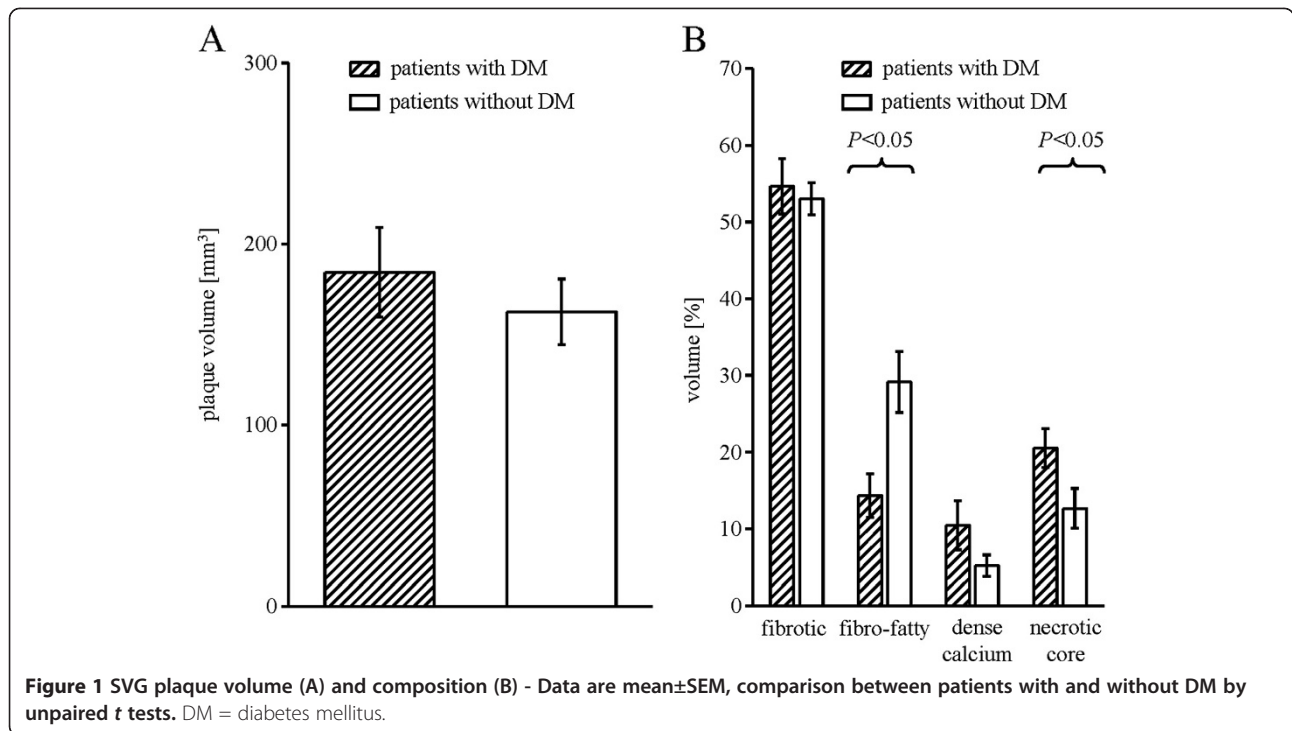 A
300
200
100
0
plaque volume [mm³]
patients with DM
patients without DM
B
70
60
50
40
30
20
10
0
volume [%]
patients with DM
patients without DM
P<0.05
P<0.05
fibrotic
fibro-fatty
dense
calcium
necrotic
core
Figure 1 SVG plaque volume (A) and composition (B) - Data are mean±SEM, comparison between patients with and without DM by
unpaired t tests. DM = diabetes mellitus.